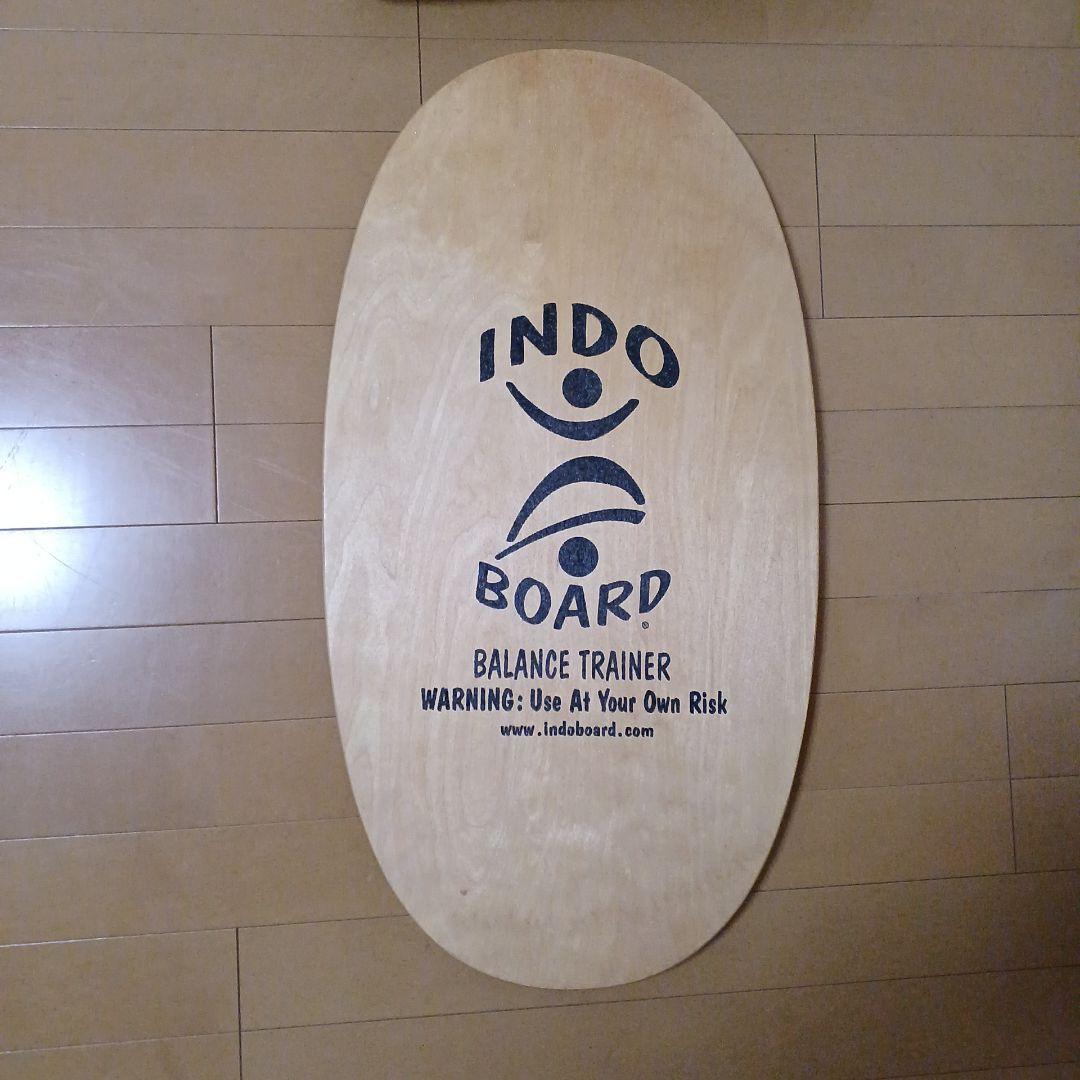 INDO
BOARD®
BALANCE TRAINER
WARNING: Use At Your Own Risk
www.indoboard.com